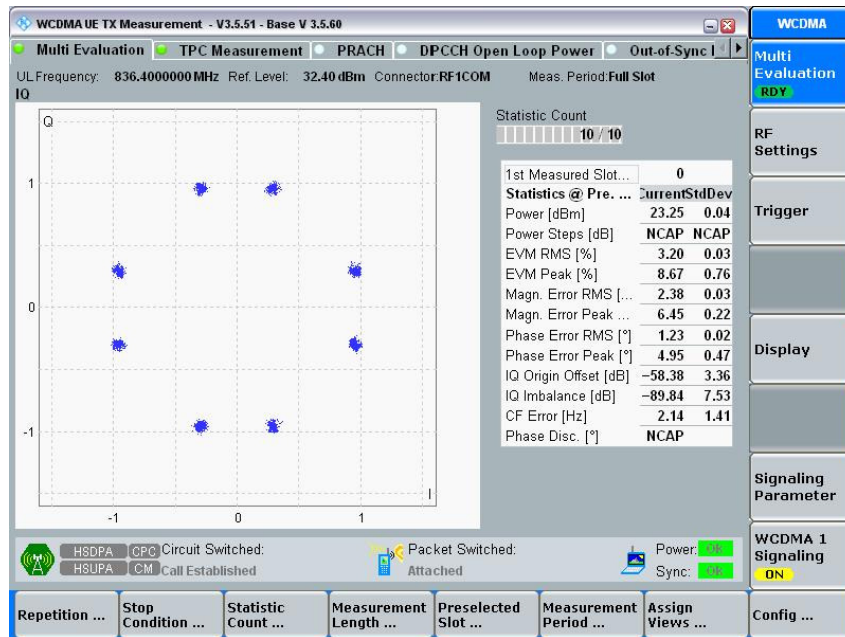 WCDMA UE TX Measurement - V3.5.51 - Base V 3.5.60
WCDMA
Multi Evaluation TPC Measurement PRACH DPCCH Open Loop Power Out-of-Sync
UL Frequency: 836.4000000 MHz Ref. Level: 32.40 dBm Connector:RF1COM Meas. Period:Full Slot
IQ
Multi Evaluation
RDY
Q
1
0
-1
I
-1 0 1
Statistic Count
10 / 10
1st Measured Slot... 0
Statistics @ Pre. ... Current StdDev
Power [dBm] 23.25 0.04
Power Steps [dB] NCAP NCAP
EVM RMS [%] 3.20 0.03
EVM Peak [%] 8.67 0.76
Magn. Error RMS [... 2.38 0.03
Magn. Error Peak ... 6.45 0.22
Phase Error RMS [°] 1.23 0.02
Phase Error Peak [°] 4.95 0.47
IQ Origin Offset [dB] −58.38 3.36
IQ Imbalance [dB] −89.84 7.53
CF Error [Hz] 2.14 1.41
Phase Disc. [°] NCAP
RF Settings
Trigger
Display
Signaling Parameter
WCDMA 1 Signaling
ON
HSDPA CPC Circuit Switched: Packet Switched: Power: OK
HSUPA CM Call Established Attached Sync: OK
Repetition ... Stop Condition ... Statistic Count ... Measurement Length ... Preselected Slot ... Measurement Period ... Assign Views ... Config ...